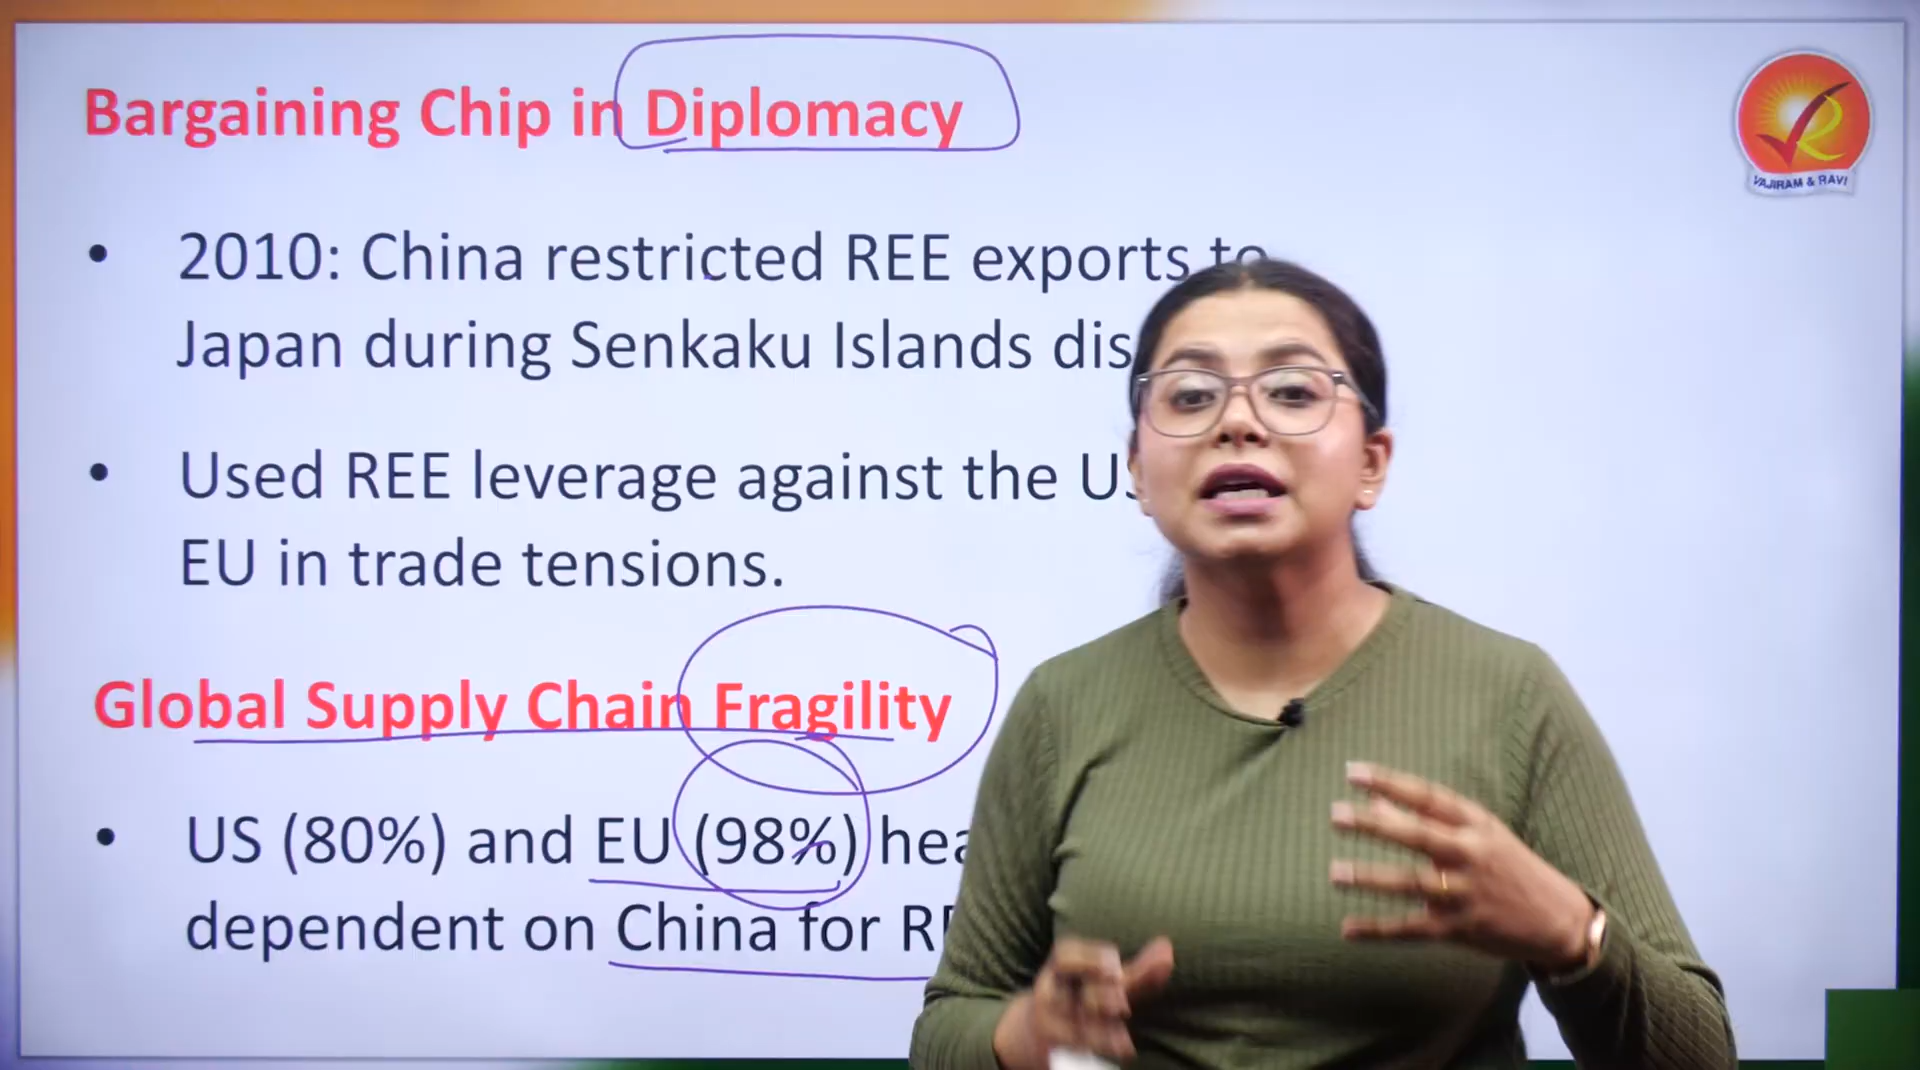 Bargaining Chip in Diplomacy
VAJIRAM & RAVI
• 2010: China restricted REE exports to
Japan during Senkaku Islands
• Used REE leverage against the
EU in trade tensions.
Global Supply Chain Fragility
• US (80%) and EU (98%)
dependent on China for